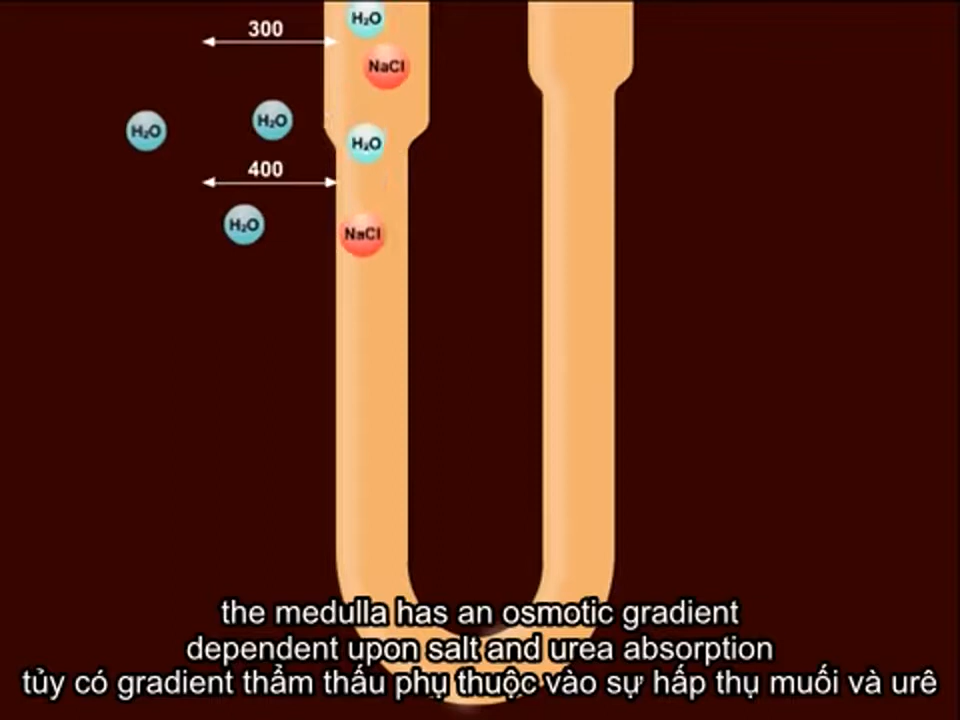 H₂O
300
NaCl
H₂O
H₂O
H₂O
400
H₂O
NaCl
the medulla has an osmotic gradient
dependent upon salt and urea absorption
tủy có gradient thẩm thấu phụ thuộc vào sự hấp thụ muối và urê